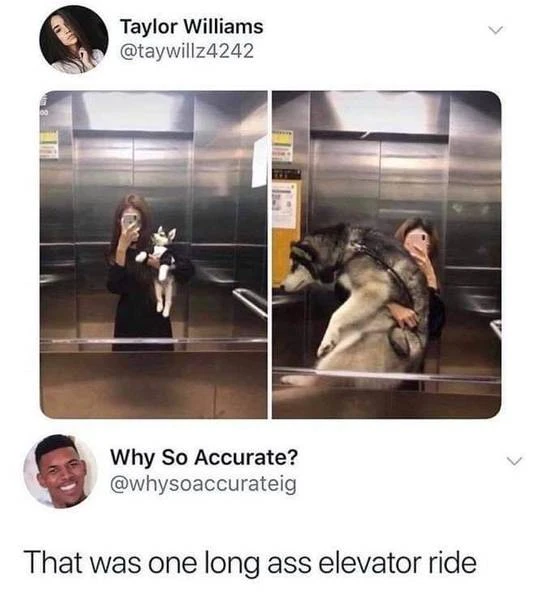 Taylor Williams
@taywillz4242
Why So Accurate?
@whysoaccurateig
That was one long ass elevator ride